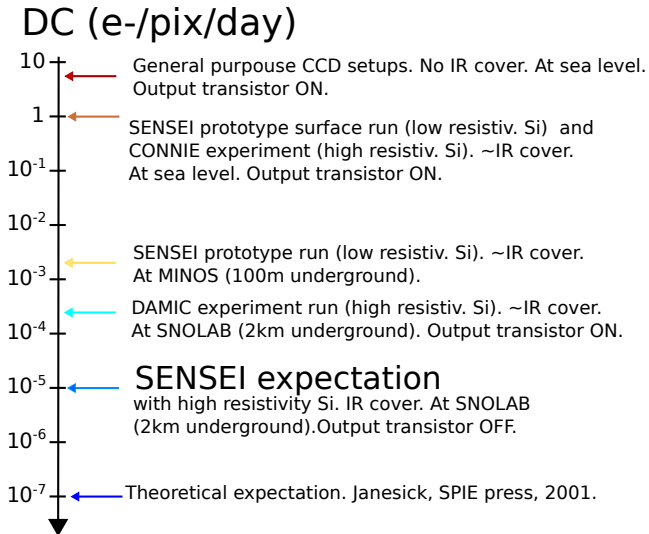 DC (e-/pix/day)
10
General purpouse CCD setups. No IR cover. At sea level.
Output transistor ON.
1
SENSEI prototype surface run (low resistiv. Si)  and
CONNIE experiment (high resistiv. Si). ~IR cover.
At sea level. Output transistor ON.
10⁻¹
10⁻²
SENSEI prototype run (low resistiv. Si). ~IR cover.
At MINOS (100m underground).
10⁻³
DAMIC experiment run (high resistiv. Si). ~IR cover.
At SNOLAB (2km underground). Output transistor ON.
10⁻⁴
SENSEI expectation
10⁻⁵
with high resistivity Si. IR cover. At SNOLAB
(2km underground).Output transistor OFF.
10⁻⁶
10⁻⁷
Theoretical expectation. Janesick, SPIE press, 2001.